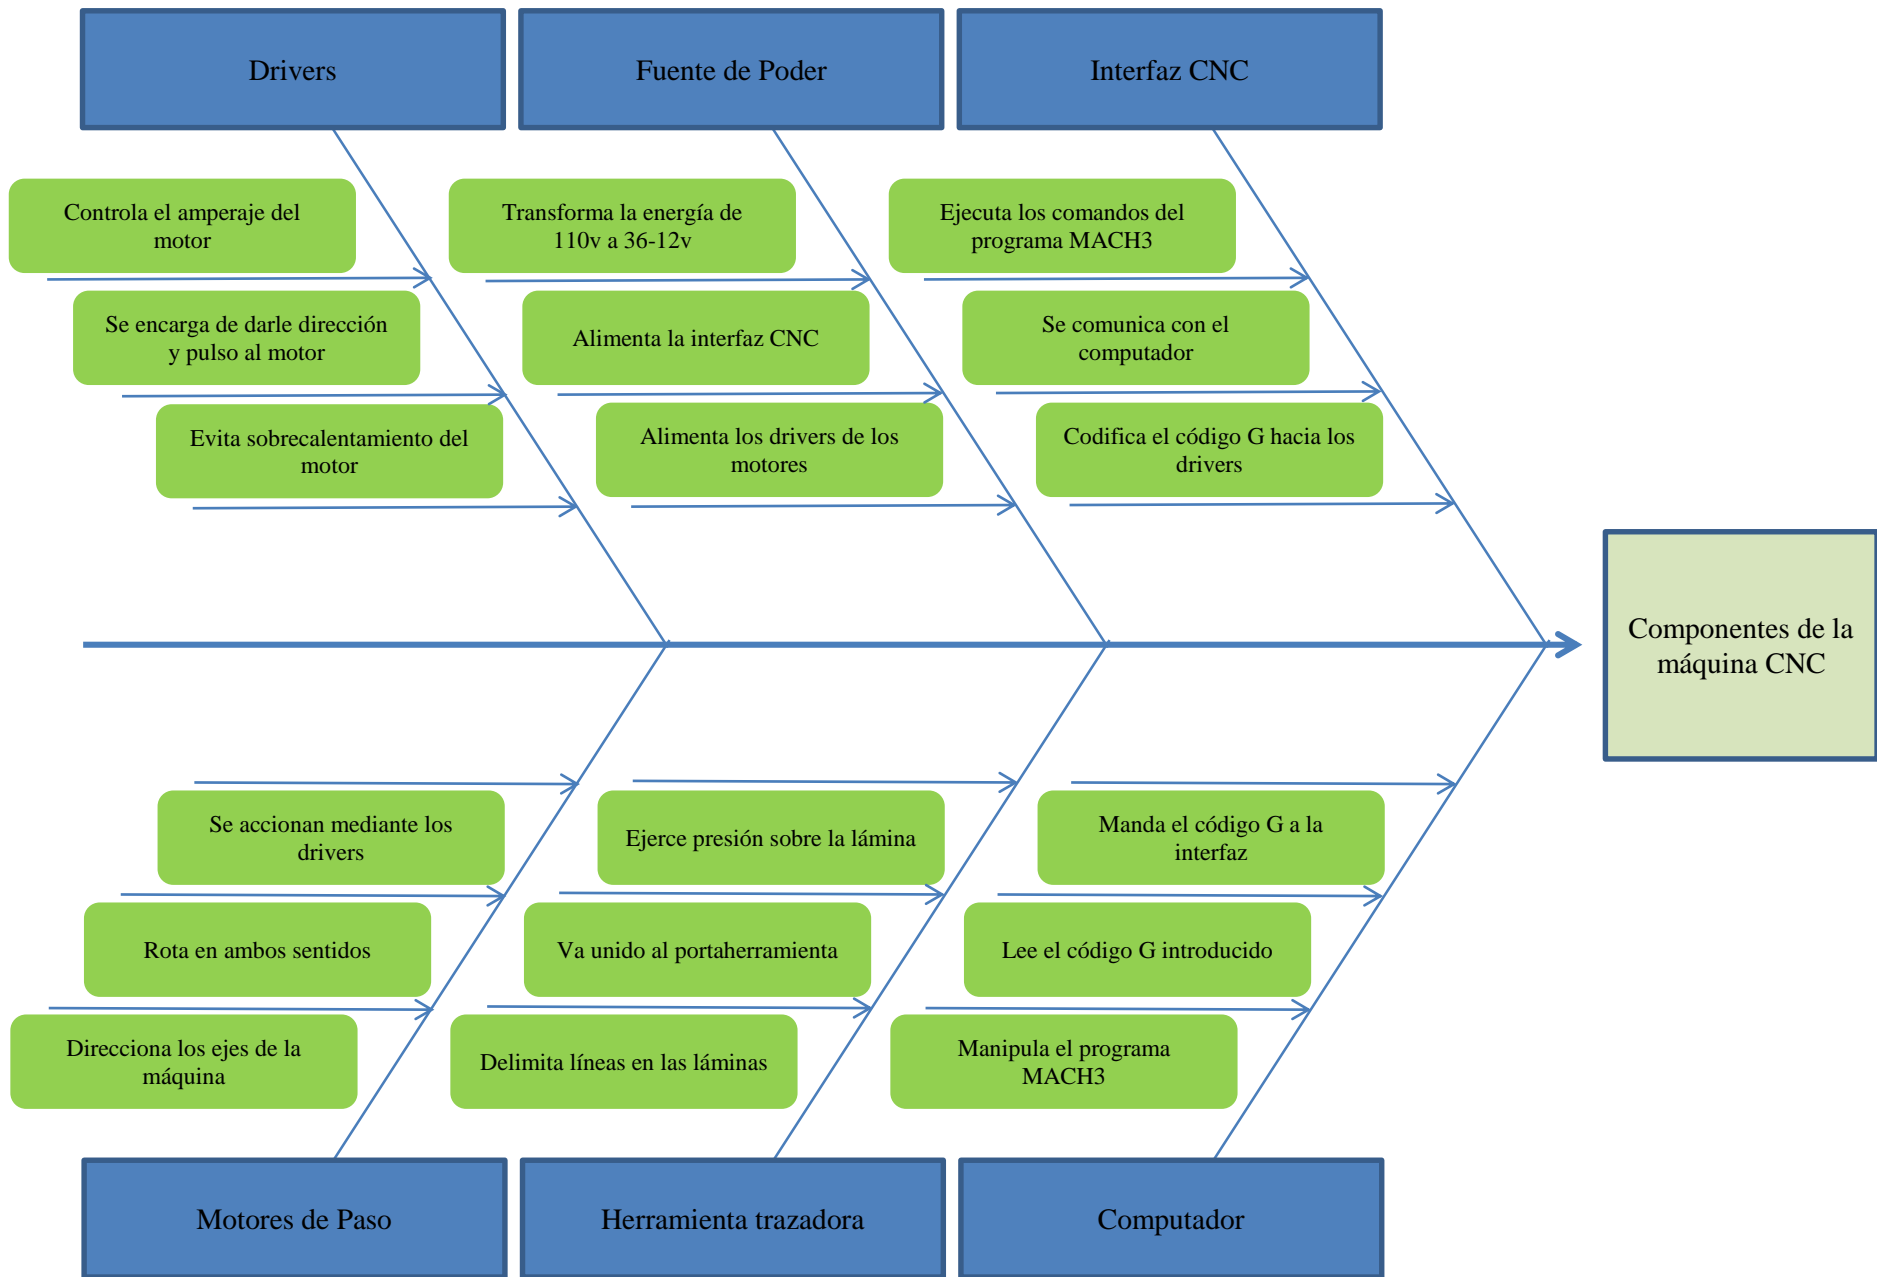 Drivers
Fuente de Poder
Interfaz CNC
Controla el amperaje del
motor
Transforma la energía de
110v a 36-12v
Ejecuta los comandos del
programa MACH3
Se encarga de darle dirección
y pulso al motor
Alimenta la interfaz CNC
Se comunica con el
computador
Evita sobrecalentamiento del
motor
Alimenta los drivers de los
motores
Codifica el código G hacia los
drivers
Componentes de la
máquina CNC
Se accionan mediante los
drivers
Ejerce presión sobre la lámina
Manda el código G a la
interfaz
Rota en ambos sentidos
Va unido al portaherramienta
Lee el código G introducido
Direcciona los ejes de la
máquina
Delimita líneas en las láminas
Manipula el programa
MACH3
Motores de Paso
Herramienta trazadora
Computador